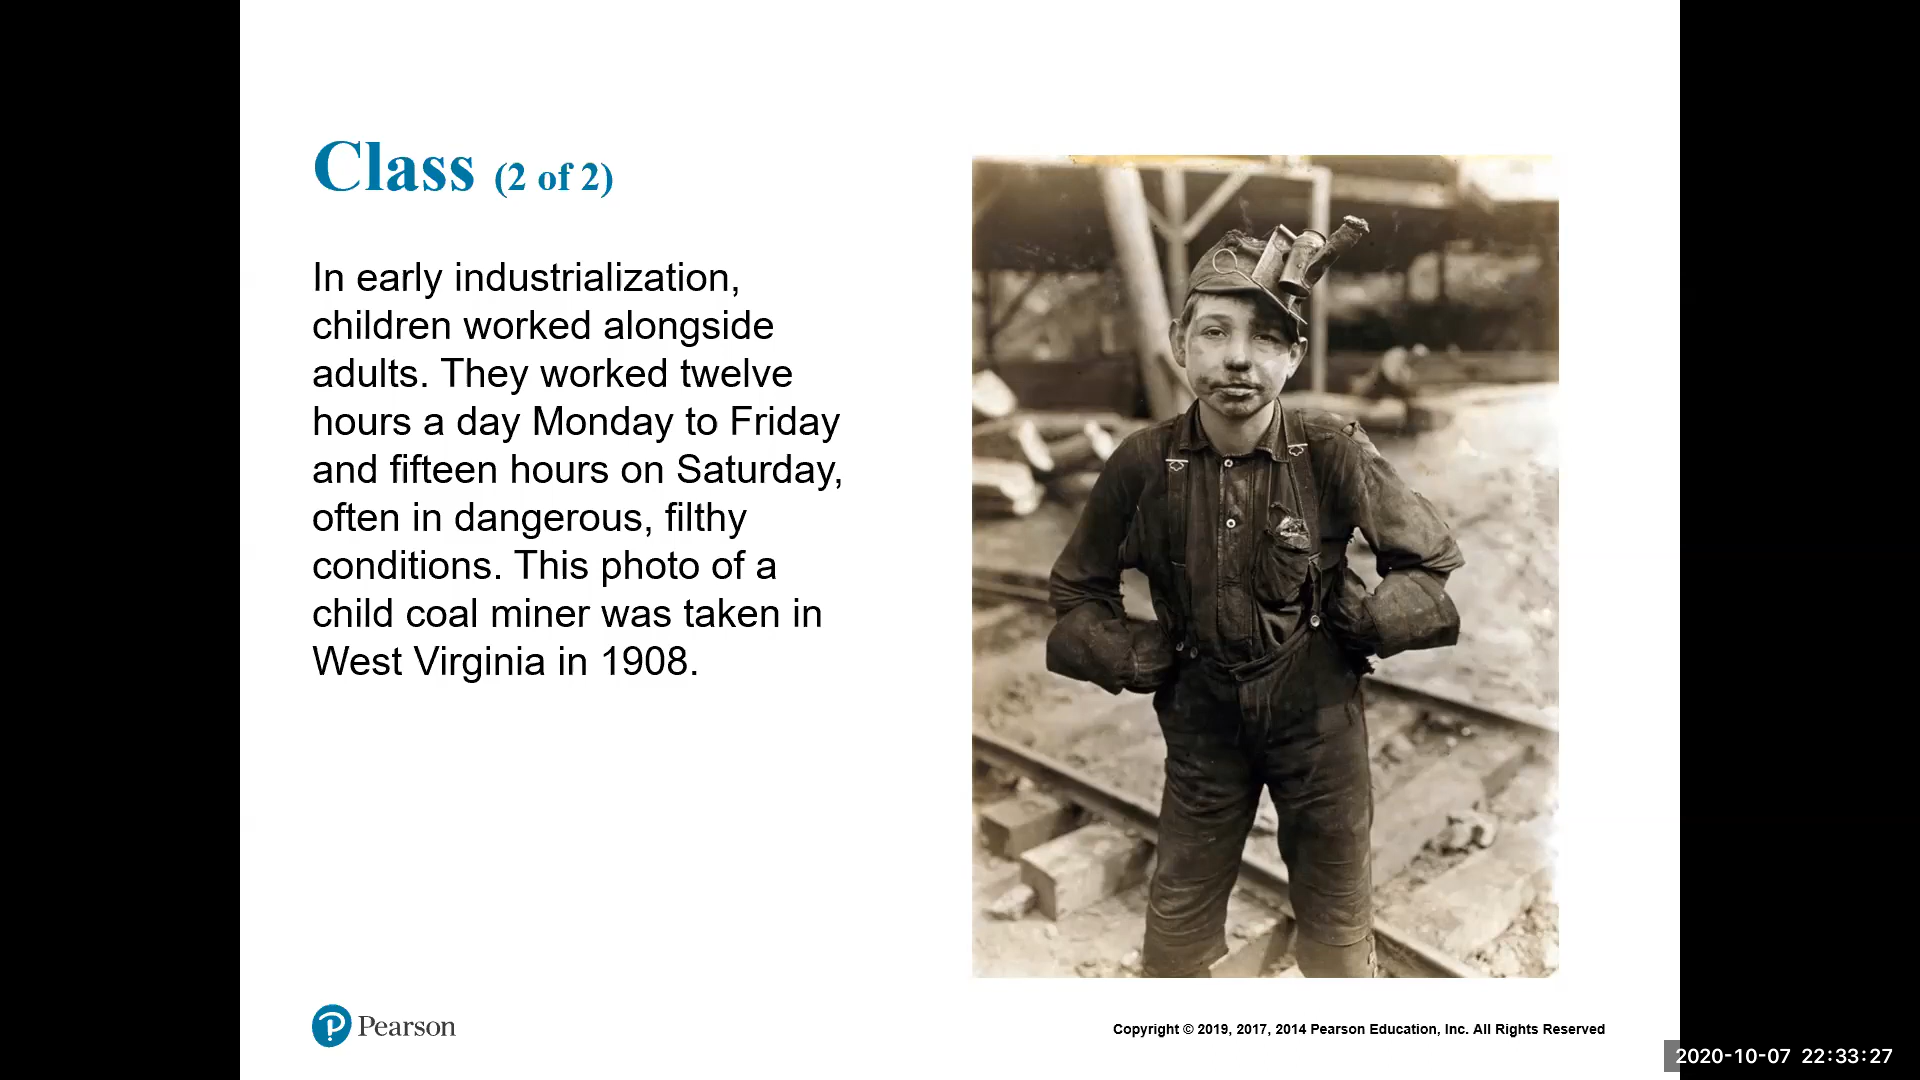 Class (2 of 2)
In early industrialization,
children worked alongside
adults. They worked twelve
hours a day Monday to Friday
and fifteen hours on Saturday,
often in dangerous, filthy
conditions. This photo of a
child coal miner was taken in
West Virginia in 1908.
Pearson
Copyright © 2019, 2017, 2014 Pearson Education, Inc. All Rights Reserved
2020-10-07 22:33:27